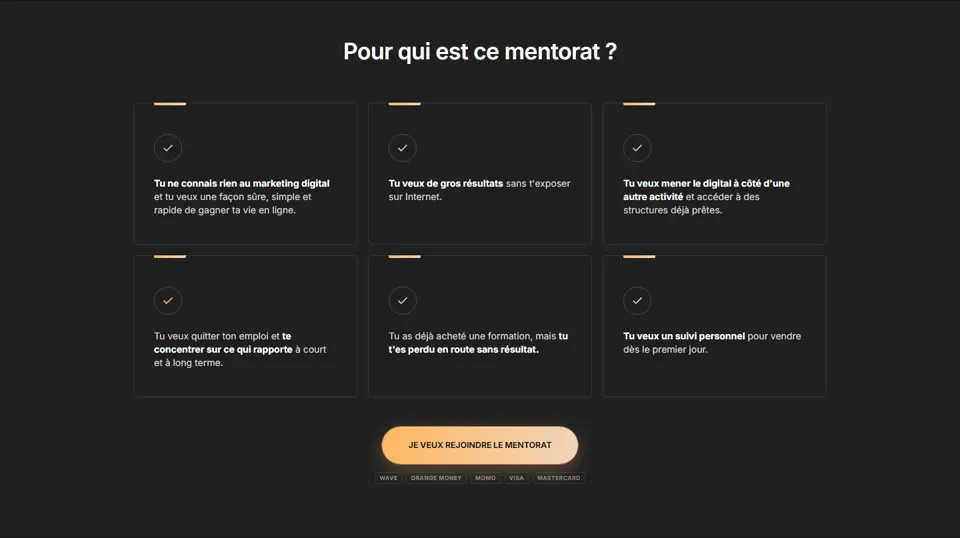 Pour qui est ce mentorat ?
Tu ne connais rien au marketing digital
et tu veux une façon sûre, simple et
rapide de gagner ta vie en ligne.
Tu veux de gros résultats sans t'exposer
sur Internet.
Tu veux mener le digital à côté d'une
autre activité et accéder à des
structures déjà prêtes.
Tu veux quitter ton emploi et te
concentrer sur ce qui rapporte à court
et à long terme.
Tu as déjà acheté une formation, mais tu
t'es perdu en route sans résultat.
Tu veux un suivi personnel pour vendre
dès le premier jour.
JE VEUX REJOINDRE LE MENTORAT
WAVE ORANGE MONEY MOMO VISA MASTERCARD